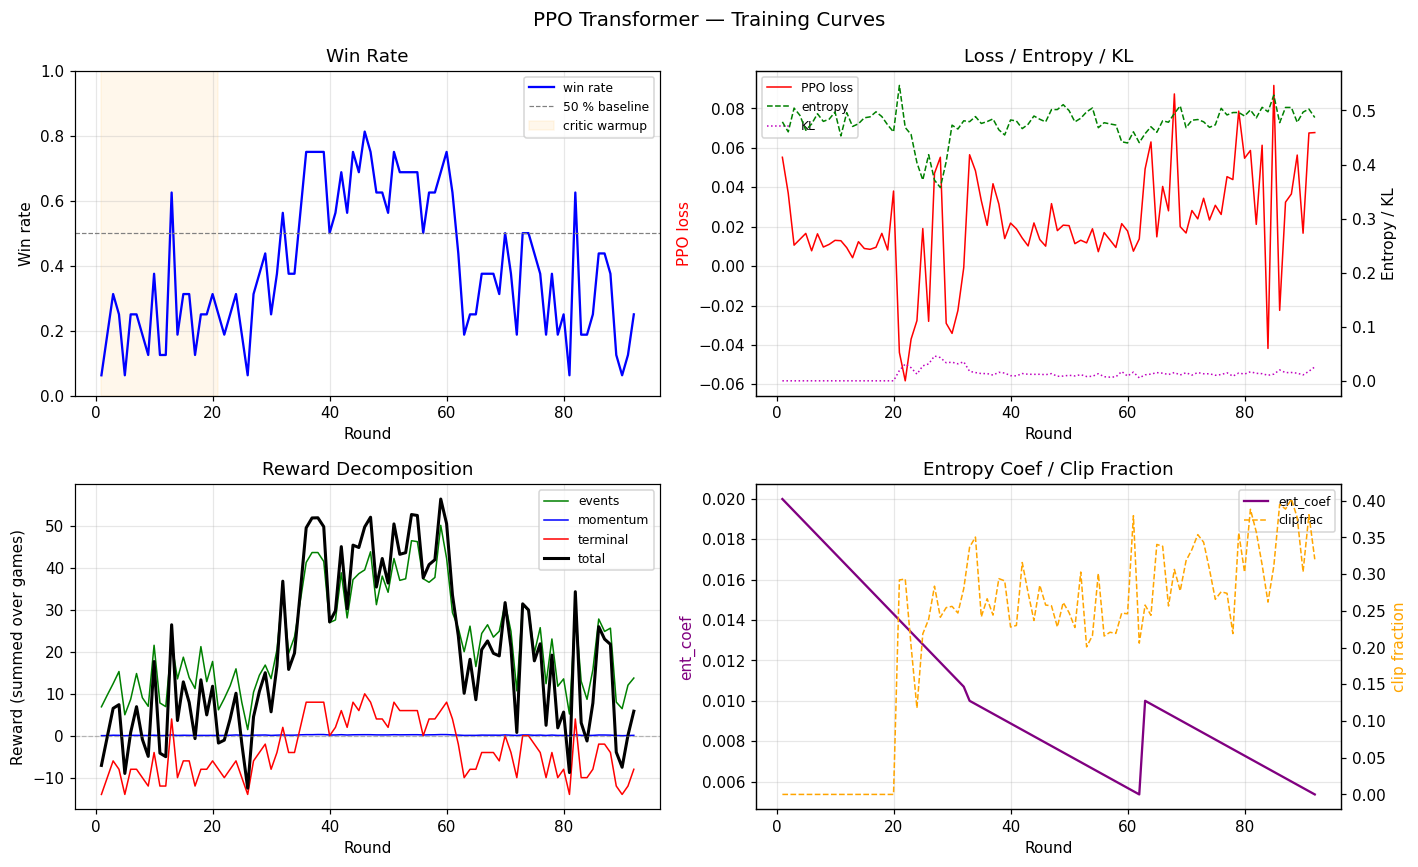 PPO Transformer — Training Curves
Win Rate
Win rate
1.0
0.8
0.6
0.4
0.2
0.0
0
20
40
60
80
Round
win rate
50 % baseline
critic warmup
Loss / Entropy / KL
PPO loss
0.08
0.06
0.04
0.02
0.00
−0.02
−0.04
−0.06
0
20
40
60
80
Round
PPO loss
entropy
KL
0.5
0.4
0.3
0.2
0.1
0.0
Entropy / KL
Reward Decomposition
Reward (summed over games)
50
40
30
20
10
0
−10
0
20
40
60
80
Round
events
momentum
terminal
total
Entropy Coef / Clip Fraction
ent_coef
0.020
0.018
0.016
0.014
0.012
0.010
0.008
0.006
0
20
40
60
80
Round
ent_coef
clipfrac
0.40
0.35
0.30
0.25
0.20
0.15
0.10
0.05
0.00
clip fraction